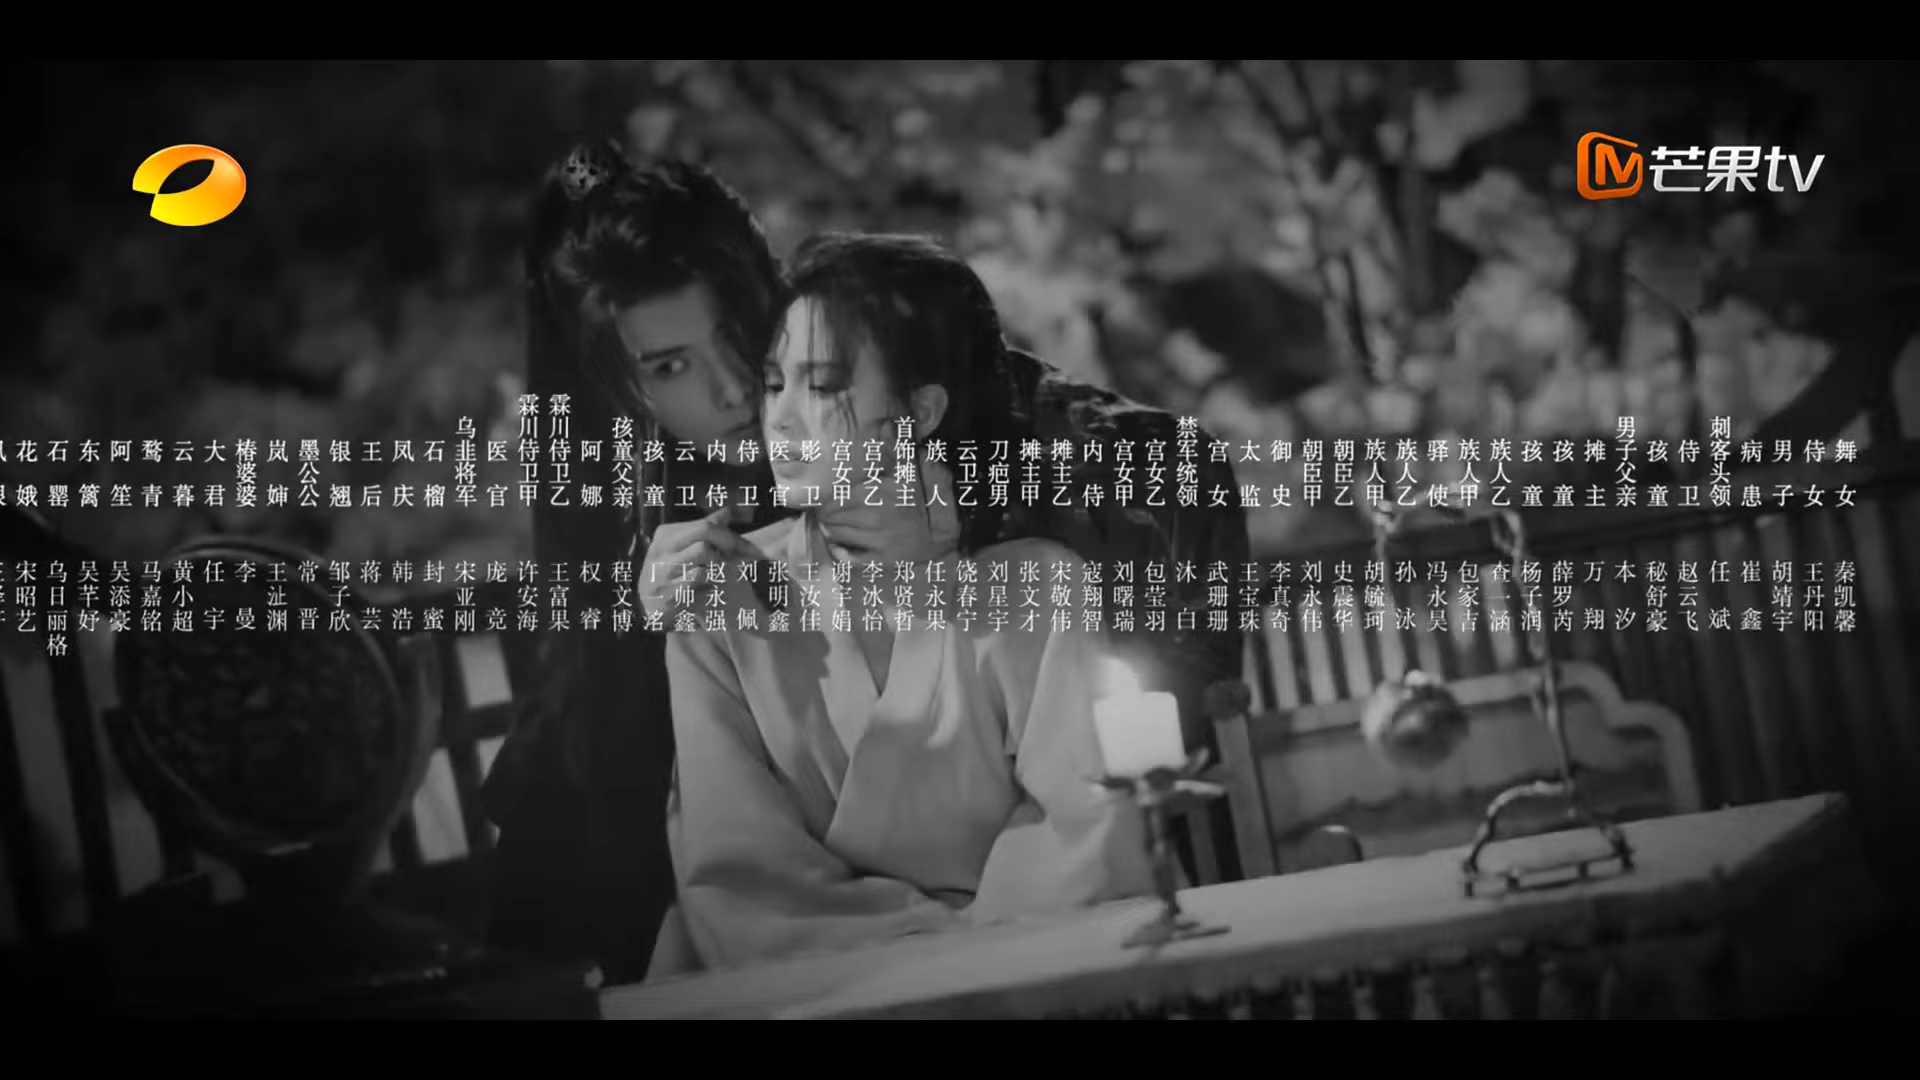 芒果tv
花娥 宋昭艺
石罂 乌日丽格
东篱 吴芊妤
阿笙 吴添豪
鹜青 马嘉铭
云暮 黄小超
大君 任宇
椿婆婆 李曼
岚婶 王沚渊
墨公公 常晋
银翘 邹子欣
王后 蒋芸
凤庆 韩浩
石榴 封蜜
乌韭将军 宋亚刚
医官 庞竞
霖川侍卫甲 许安海
霖川侍卫乙 王富果
阿娜 权睿
孩童父亲 程文博
孩童 丁一洺
云卫 王帅鑫
内侍 赵永强
侍卫 刘佩
医官 张明鑫
影卫 王汝佳
宫女甲 谢宇娟
宫女乙 李冰怡
首饰摊主 郑贤哲
族人 任永果
云卫乙 饶春宁
刀疤男 刘星宇
摊主甲 张文才
摊主乙 宋敬伟
内侍 寇翔智
宫女甲 刘曙瑞
宫女乙 包莹羽
禁军统领 沐白
宫女 武珊珊
太监 王宝珠
御史 李真奇
朝臣甲 刘永伟
朝臣乙 史震华
族人甲 胡毓珂
族人乙 孙泳
驿使 冯永昊
族人甲 包家吉
族人乙 查一涵
孩童 杨子润
孩童 薛罗芮
摊主 万翔
男子父亲 本汐
孩童 秘舒豪
侍卫 赵云飞
刺客头领 任斌
病患 崔鑫
男子 胡靖宇
侍女 王丹阳
舞女 秦凯馨